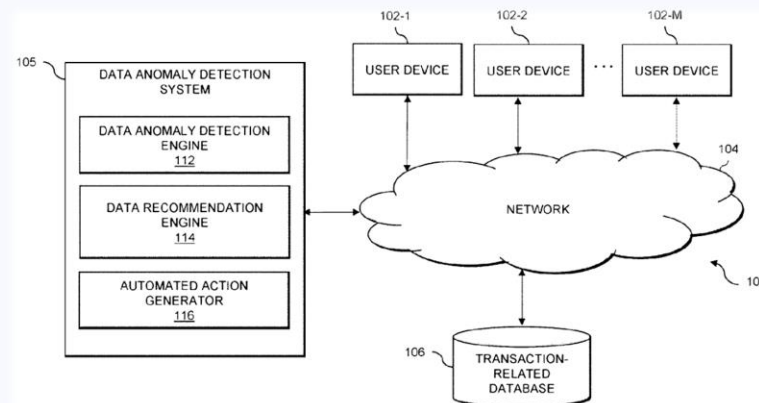 102-1
102-2
102-M
105
DATA ANOMALY DETECTION
SYSTEM
USER DEVICE
USER DEVICE
...
USER DEVICE
DATA ANOMALY DETECTION
ENGINE
112
104
DATA RECOMMENDATION
ENGINE
114
NETWORK
AUTOMATED ACTION
GENERATOR
116
10
106
TRANSACTION-
RELATED
DATABASE